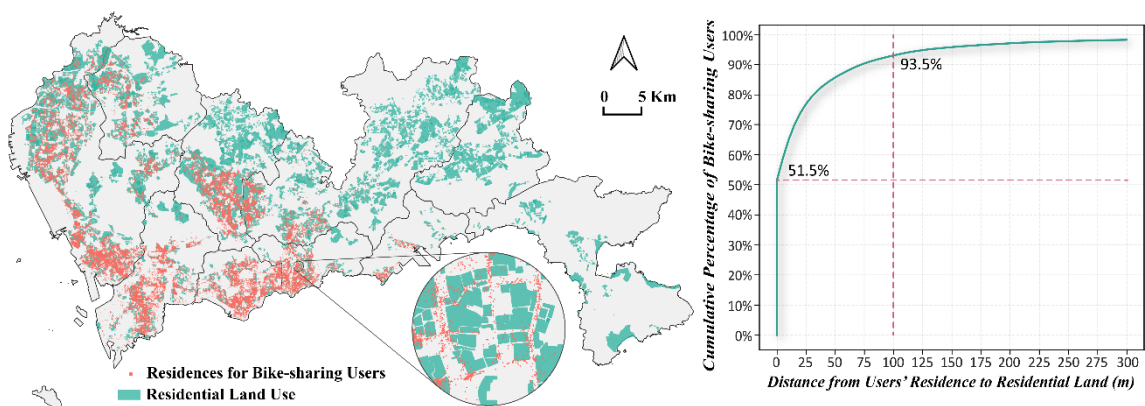 0 5 Km
Residences for Bike-sharing Users
Residential Land Use
Cumulative Percentage of Bike-sharing Users
100%
90%
80%
70%
60%
50%
40%
30%
20%
10%
0%
93.5%
51.5%
0 25 50 75 100 125 150 175 200 225 250 275 300
Distance from Users' Residence to Residential Land (m)